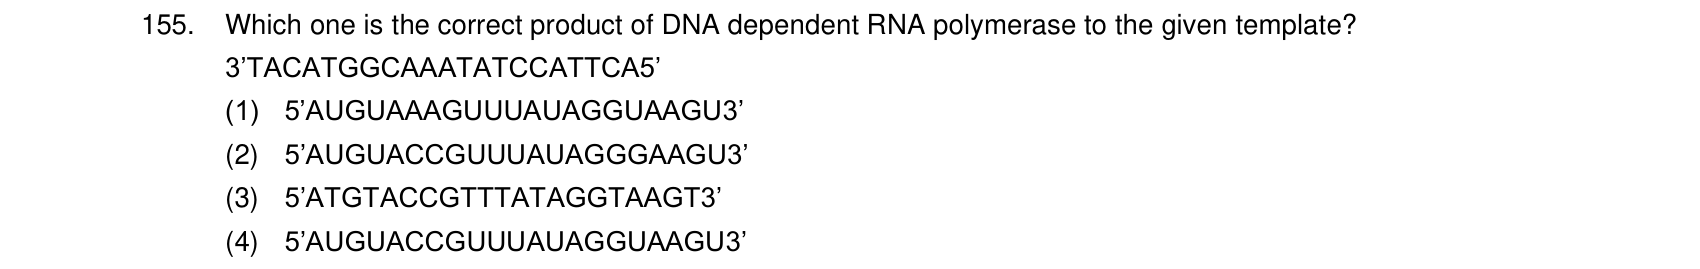 155. Which one is the correct product of DNA dependent RNA polymerase to the given template?
3’TACATGGCAAATATCCATTCA5’
(1) 5’AUGUAAAGUUUAUAGGUAAGU3’
(2) 5’AUGUACCGUUUAUAGGGAAGU3’
(3) 5’ATGTACCGTTTATAGGTAAGT3’
(4) 5’AUGUACCGUUUAUAGGUAAGU3’